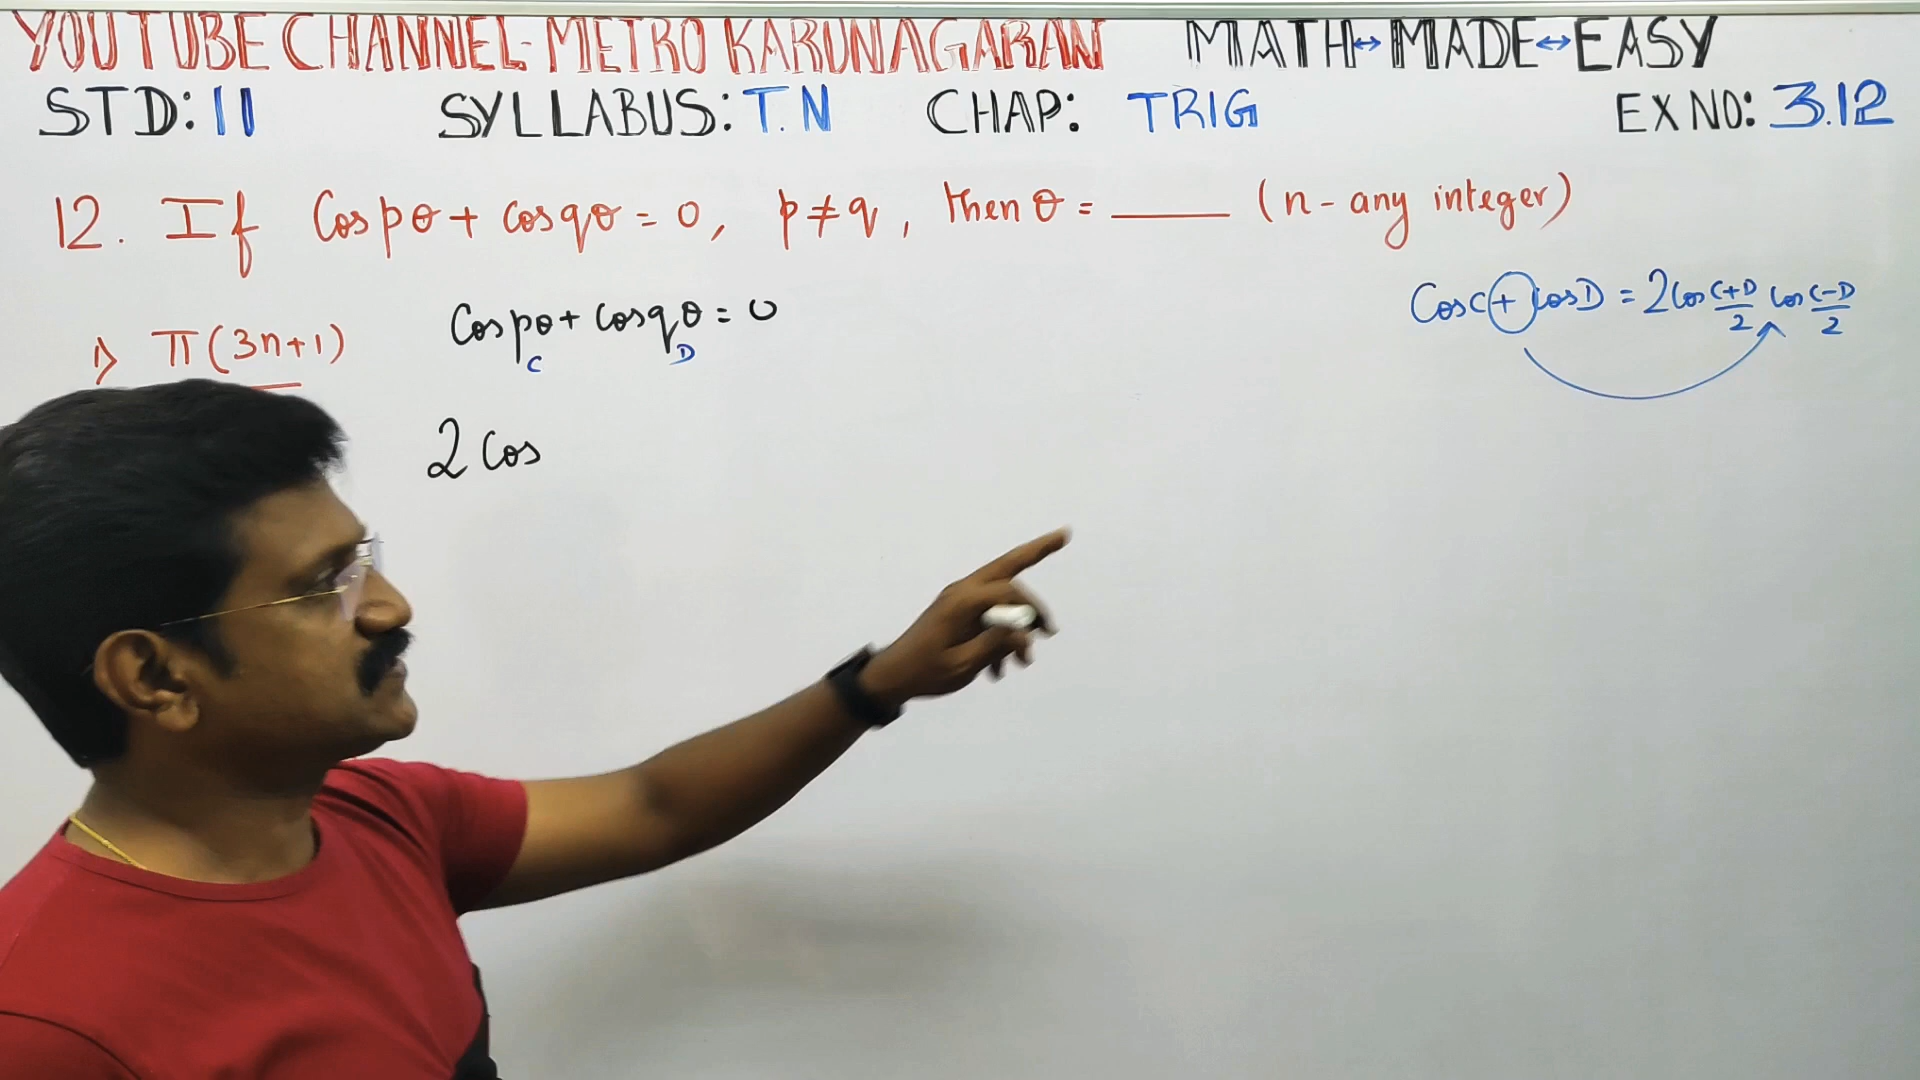 YOUTUBE CHANNEL:- METRO KARUNAGARAN MATH↔MADE↔EASY
STD: 11 SYLLABUS: T.N CHAP: TRIG EX NO: 3.12
12. If Cos pθ + cos qθ = 0, p ≠ q, then θ = ______ (n - any integer)
Cos C + cos D = 2 cos C+D/2 cos C-D/2
Cos pθ + cos qθ = 0
C D
1) π(3n+1)
2 cos